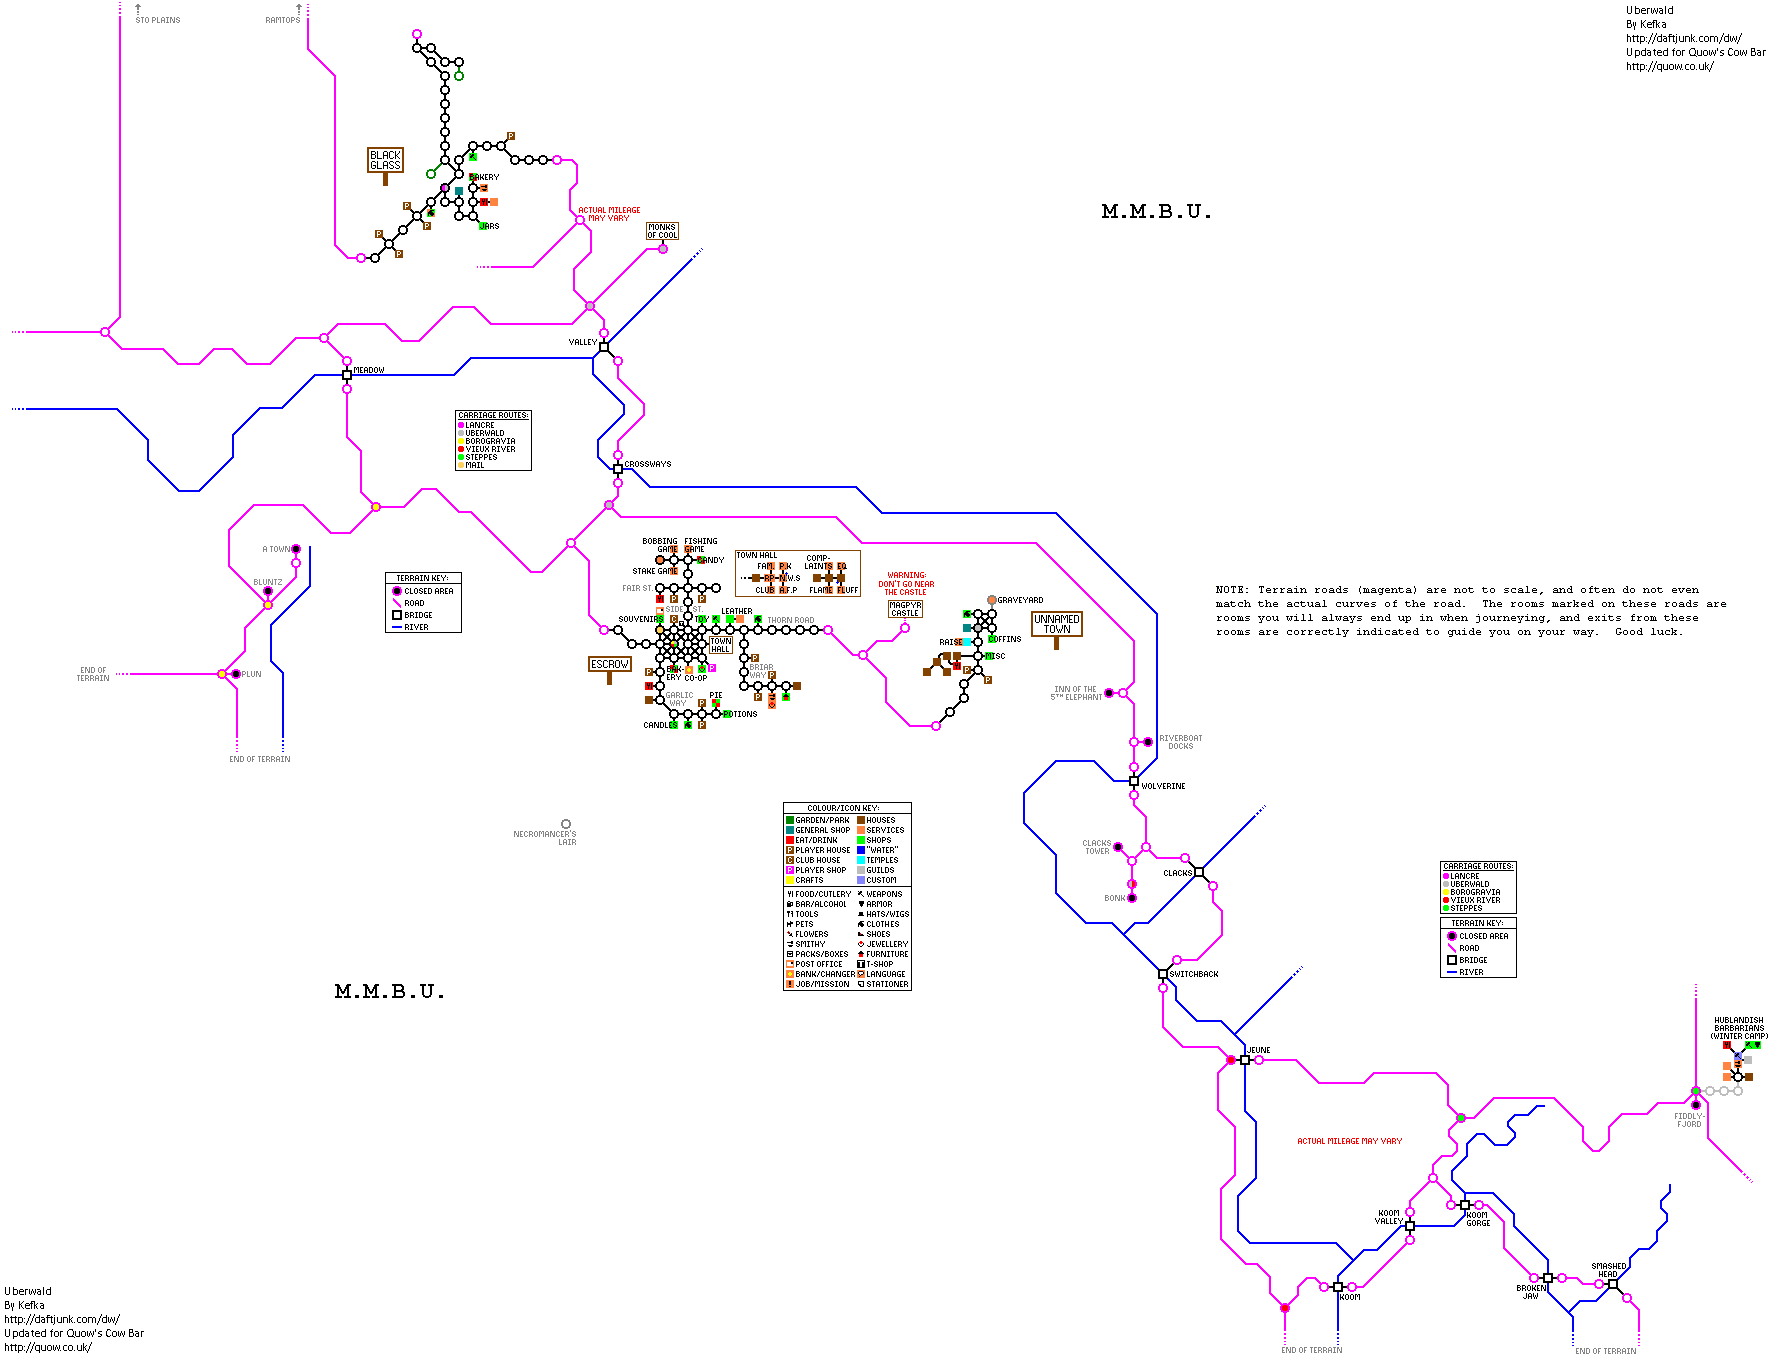 STO PLAINS
RAMTOPS
Uberwald
By Kefka
http://daftjunk.com/dw/
Updated for Quow's Cow Bar
http://quow.co.uk/
BLACK
GLASS
BAKERY
JARS
ACTUAL MILEAGE
MAY VARY
MONKS
OF COOL
M.M.B.U.
VALLEY
MEADOW
CARRIAGE ROUTES:
LANCRE
UBERWALD
BOROGRAVIA
VIEUX RIVER
STEPPES
MAIL
CROSSWAYS
A TOWN
BLUNTZ
TERRAIN KEY:
CLOSED AREA
ROAD
BRIDGE
RIVER
END OF
TERRAIN
PLUN
END OF TERRAIN
BOBBING
GAME
FISHING
GAME
CANDY
STAKE GAME
FAIR ST.
SIDE ST.
LEATHER
SOUVENIRS
TOY
THORN ROAD
TOWN
HALL
ESCROW
BAK-
ERY
CO-OP
BRIAR
WAY
GARLIC
WAY
PIE
POTIONS
CANDLES
TOWN HALL
COMP-
LAINTS
EQ.
FAM.
P.K
RP.
N.W.S
CLUB
A.F.P
FLAME
FLUFF
WARNING:
DON'T GO NEAR
THE CASTLE
MAGPYR
CASTLE
GRAVEYARD
UNNAMED
TOWN
COFFINS
RAISE
MISC
NOTE: Terrain roads (magenta) are not to scale, and often do not even
match the actual curves of the road.  The rooms marked on these roads are
rooms you will always end up in when journeying, and exits from these
rooms are correctly indicated to guide you on your way.  Good luck.
INN OF THE
5TH ELEPHANT
RIVERBOAT
DOCKS
WOLVERINE
NECROMANCER'S
LAIR
COLOUR/ICON KEY:
GARDEN/PARK
HOUSES
GENERAL SHOP
SERVICES
EAT/DRINK
SHOPS
P PLAYER HOUSE
"WATER"
C CLUB HOUSE
TEMPLES
P PLAYER SHOP
GUILDS
CRAFTS
CUSTOM
FOOD/CUTLERY
WEAPONS
BAR/ALCOHOL
ARMOR
TOOLS
HATS/WIGS
PETS
CLOTHES
FLOWERS
SHOES
SMITHY
JEWELLERY
PACKS/BOXES
FURNITURE
POST OFFICE
T-SHOP
BANK/CHANGER
LANGUAGE
JOB/MISSION
STATIONER
CLACKS
TOWER
CLACKS
BONK
CARRIAGE ROUTES:
LANCRE
UBERWALD
BOROGRAVIA
VIEUX RIVER
STEPPES
TERRAIN KEY:
CLOSED AREA
ROAD
BRIDGE
RIVER
SWITCHBACK
M.M.B.U.
JEUNE
HUBLANDISH
BARBARIANS
(WINTER CAMP)
FIDDLY-
FJORD
ACTUAL MILEAGE MAY VARY
KOOM
VALLEY
KOOM
GORGE
SMASHED
HEAD
BROKEN
JAW
KOOM
END OF TERRAIN
END OF TERRAIN
Uberwald
By Kefka
http://daftjunk.com/dw/
Updated for Quow's Cow Bar
http://quow.co.uk/